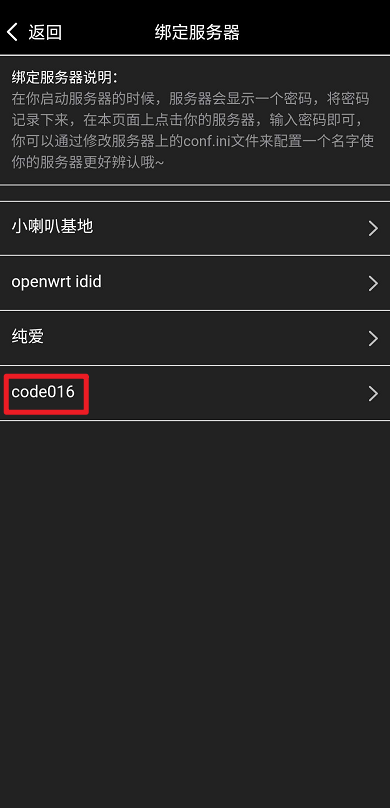 返回
绑定服务器
绑定服务器说明：
在你启动服务器的时候，服务器会显示一个密码，将密码
记录下来，在本页面上点击你的服务器，输入密码即可，
你可以通过修改服务器上的conf.ini文件来配置一个名字使
你的服务器更好辨认哦~
小喇叭基地
openwrt idid
纯爱
code016